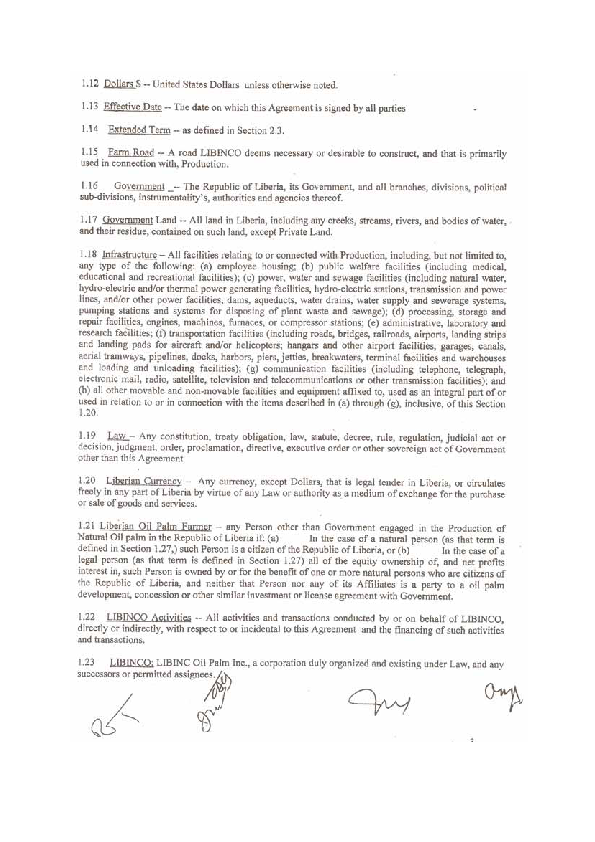 1.12 Dollars $ -- United States Dollars unless otherwise noted.
1.13 Effective Date -- The date on which this Agreement is signed by all parties
1.14 Extended Term -- as defined in Section 2.3.
1.15 Farm Road -- A road LIBINCO deems necessary or desirable to construct, and that is primarily
used in connection with, Production.
1.16 Government -- The Republic of Liberia, its Government, and all branches, divisions, political
sub-divisions, instrumentality's, authorities and agencies thereof.
1.17 Government Land -- All land in Liberia, including any creeks, streams, rivers, and bodies of water,
and their residue, contained on such land, except Private Land.
1.18 Infrastructure – All facilities relating to or connected with Production, including, but not limited to,
any type of the following: (a) employee housing; (b) public welfare facilities (including medical,
educational and recreational facilities); (c) power, water and sewage facilities (including natural water,
hydro-electric and/or thermal power generating facilities, hydro-electric stations, transmission and power
lines, and/or other power facilities, dams, aqueducts, water drains, water supply and sewerage systems,
pumping stations and systems for disposing of plant waste and sewage); (d) processing, storage and
repair facilities, engines, machines, furnaces, or compressor stations; (e) administrative, laboratory and
research facilities; (f) transportation facilities (including roads, bridges, railroads, airports, landing strips
and landing pads for aircraft and/or helicopters; hangars and other airport facilities, garages, canals,
aerial tramways, pipelines, docks, harbors, piers, jetties, breakwaters, terminal facilities and warehouses
and loading and unloading facilities); (g) communication facilities (including telephone, telegraph,
electronic mail, radio, satellite, television and telecommunications or other transmission facilities); and
(h) all other movable and non-movable facilities and equipment affixed to, used as an integral part of or
used in relation to or in connection with the items described in (a) through (g), inclusive, of this Section
1.20.
1.19 Law – Any constitution, treaty obligation, law, statute, decree, rule, regulation, judicial act or
decision, judgment, order, proclamation, directive, executive order or other sovereign act of Government
other than this Agreement
1.20 Liberian Currency – Any currency, except Dollars, that is legal tender in Liberia, or circulates
freely in any part of Liberia by virtue of any Law or authority as a medium of exchange for the purchase
or sale of goods and services.
1.21 Liberian Oil Palm Farmer – any Person other than Government engaged in the Production of
Natural Oil palm in the Republic of Liberia if: (a) In the case of a natural person (as that term is
defined in Section 1.27,) such Person is a citizen of the Republic of Liberia, or (b) In the case of a
legal person (as that term is defined in Section 1.27) all of the equity ownership of, and net profits
interest in, such Person is owned by or for the benefit of one or more natural persons who are citizens of
the Republic of Liberia, and neither that Person nor any of its Affiliates is a party to a oil palm
development, concession or other similar investment or license agreement with Government.
1.22 LIBINCO Activities -- All activities and transactions conducted by or on behalf of LIBINCO,
directly or indirectly, with respect to or incidental to this Agreement and the financing of such activities
and transactions.
1.23 LIBINCO: LIBINC Oil Palm Inc., a corporation duly organized and existing under Law, and any
successors or permitted assignees.